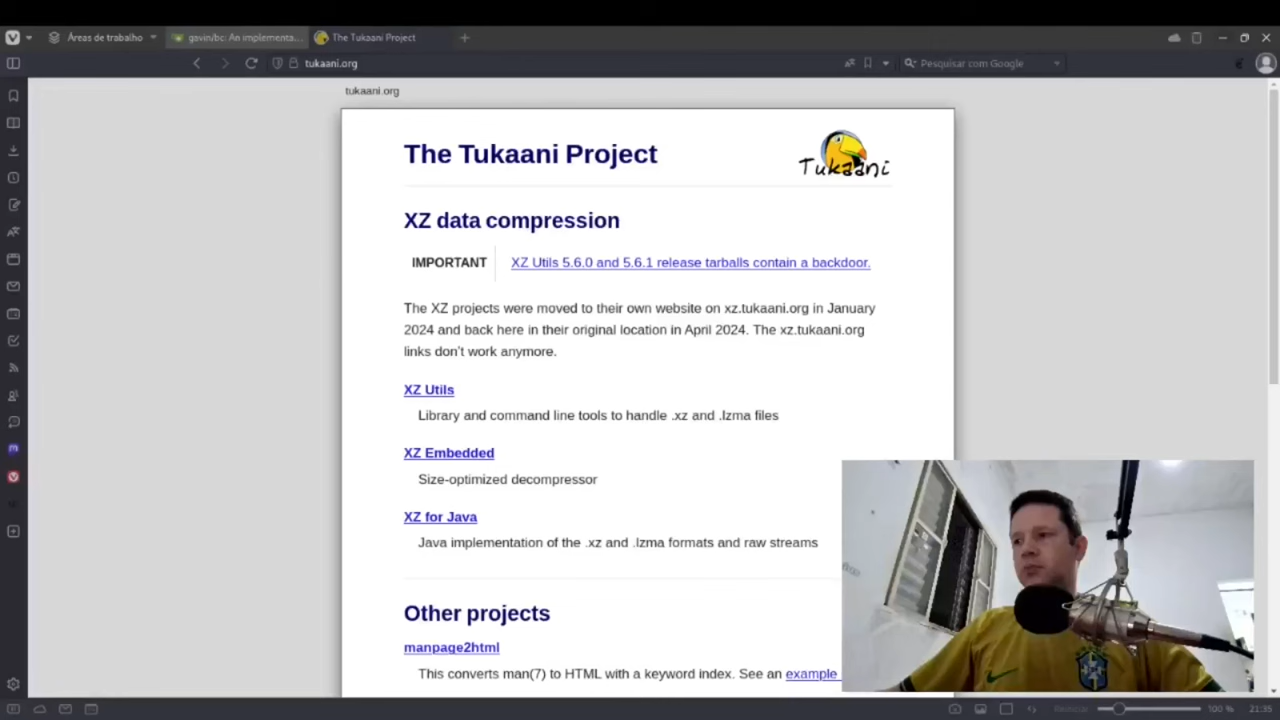 Áreas de trabalho
gavin/bc: An implementa...
The Tukaani Project
tukaani.org
Pesquisar com Google
tukaani.org
The Tukaani Project
Tukaani
XZ data compression
IMPORTANT
XZ Utils 5.6.0 and 5.6.1 release tarballs contain a backdoor.
The XZ projects were moved to their own website on xz.tukaani.org in January
2024 and back here in their original location in April 2024. The xz.tukaani.org
links don't work anymore.
XZ Utils
Library and command line tools to handle .xz and .lzma files
XZ Embedded
Size-optimized decompressor
XZ for Java
Java implementation of the .xz and .lzma formats and raw streams
Other projects
manpage2html
This converts man(7) to HTML with a keyword index. See an example
100 %
21:35